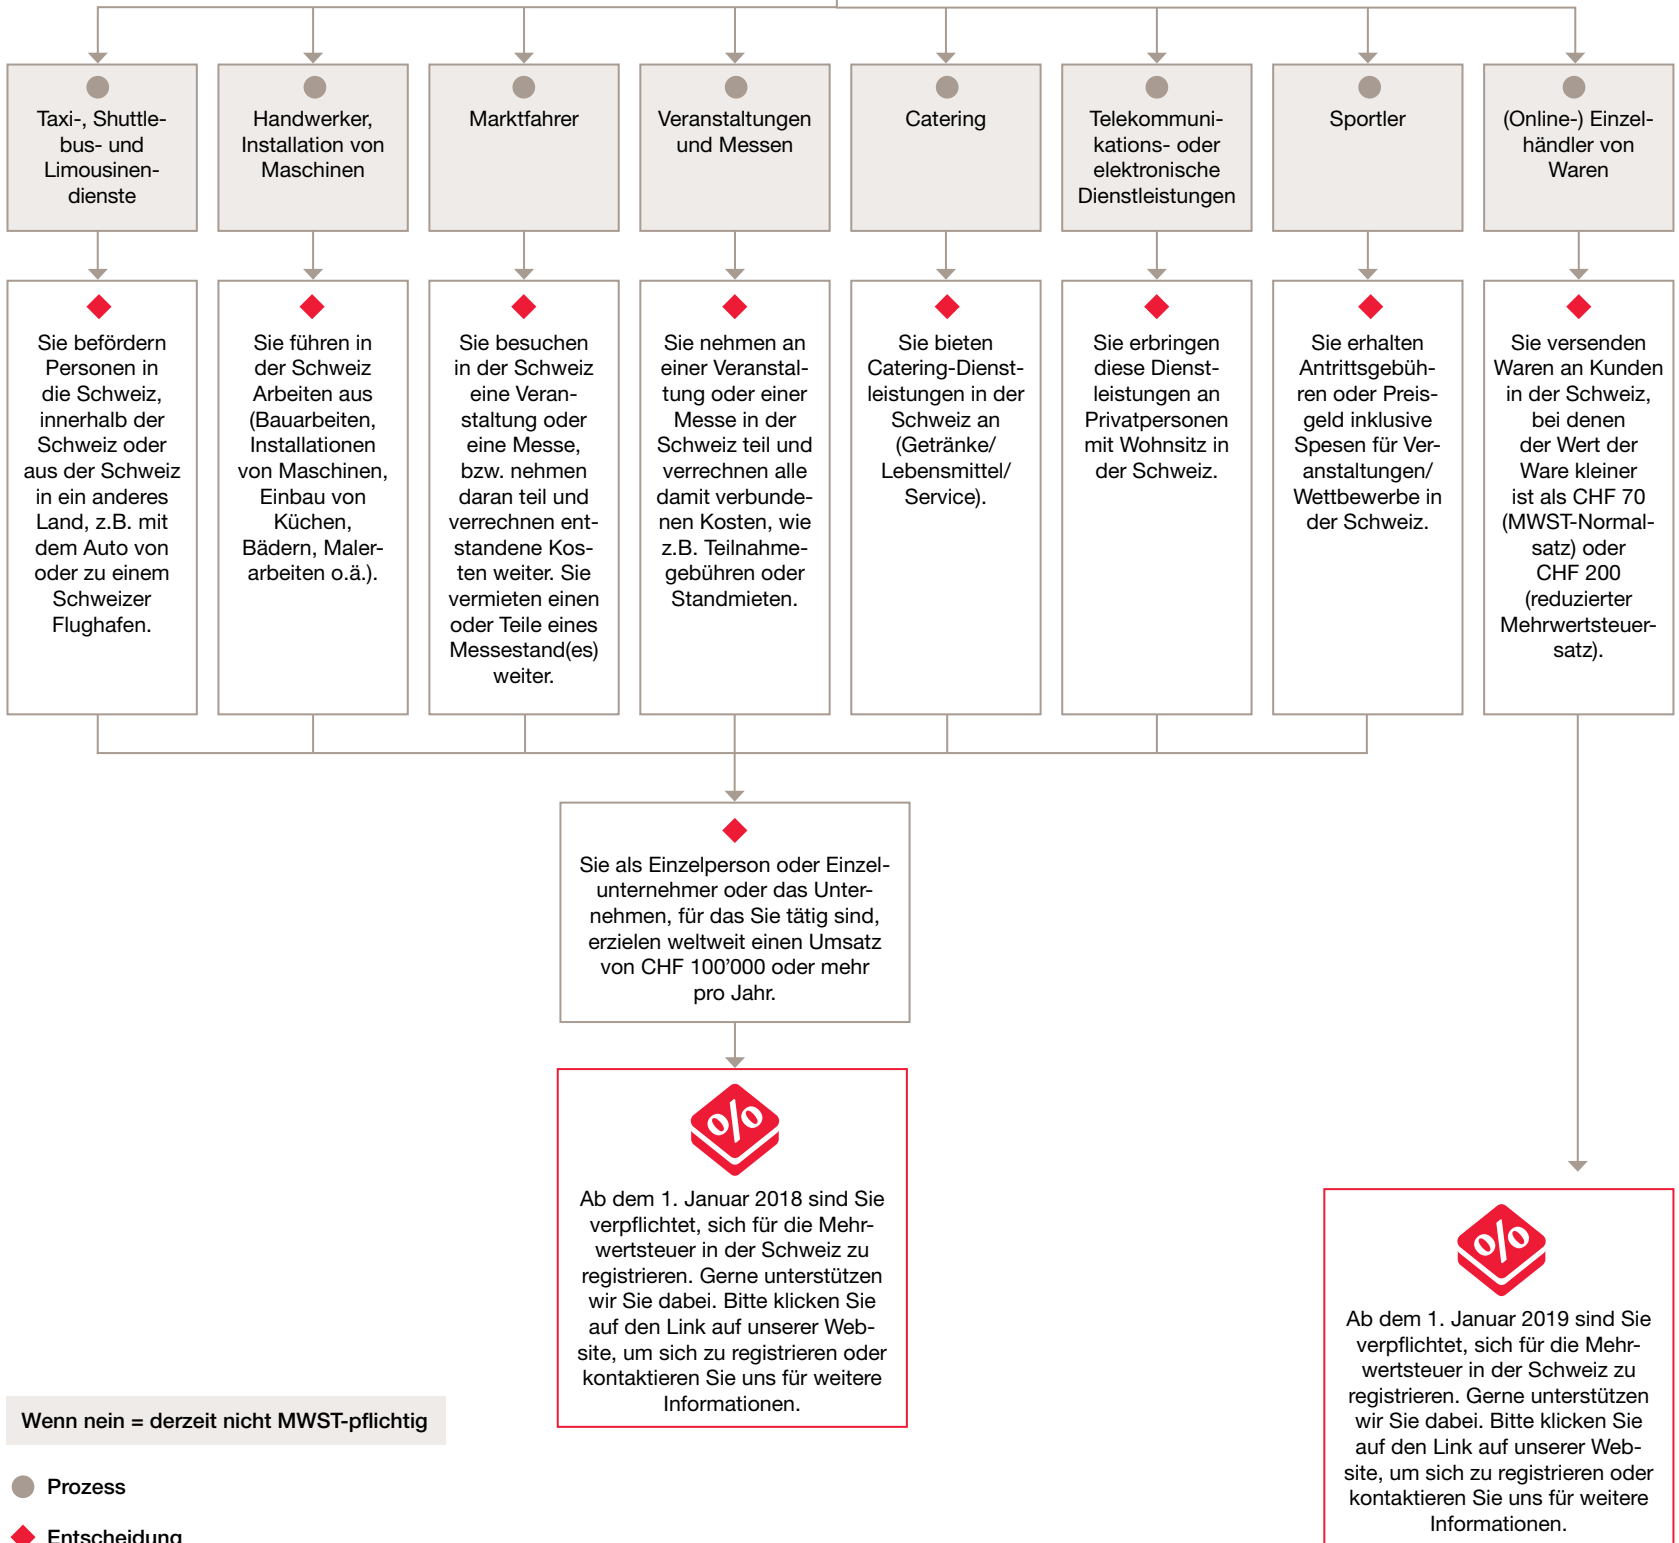 Taxi-, Shuttle-
bus- und
Limousinen-
dienste
Handwerker,
Installation von
Maschinen
Marktfahrer
Veranstaltungen
und Messen
Catering
Telekommuni-
kations- oder
elektronische
Dienstleistungen
Sportler
(Online-) Einzel-
händler von
Waren
Sie befördern
Personen in
die Schweiz,
innerhalb der
Schweiz oder
aus der Schweiz
in ein anderes
Land, z.B. mit
dem Auto von
oder zu einem
Schweizer
Flughafen.
Sie führen in
der Schweiz
Arbeiten aus
(Bauarbeiten,
Installationen
von Maschinen,
Einbau von
Küchen,
Bädern, Maler-
arbeiten o.ä.).
Sie besuchen
in der Schweiz
eine Veran-
staltung oder
eine Messe,
bzw. nehmen
daran teil und
verrechnen ent-
standene Kos-
ten weiter. Sie
vermieten einen
oder Teile eines
Messestand(es)
weiter.
Sie nehmen an
einer Veranstal-
tung oder einer
Messe in der
Schweiz teil und
verrechnen alle
damit verbunde-
nen Kosten, wie
z.B. Teilnahme-
gebühren oder
Standmieten.
Sie bieten
Catering-Dienst-
leistungen in der
Schweiz an
(Getränke/
Lebensmittel/
Service).
Sie erbringen
diese Dienst-
leistungen an
Privatpersonen
mit Wohnsitz in
der Schweiz.
Sie erhalten
Antrittsgebüh-
ren oder Preis-
geld inklusive
Spesen für Ver-
anstaltungen/
Wettbewerbe in
der Schweiz.
Sie versenden
Waren an Kunden
in der Schweiz,
bei denen
der Wert der
Ware kleiner
ist als CHF 70
(MWST-Normal-
satz) oder
CHF 200
(reduzierter
Mehrwertsteuer-
satz).
Sie als Einzelperson oder Einzel-
unternehmer oder das Unter-
nehmen, für das Sie tätig sind,
erzielen weltweit einen Umsatz
von CHF 100’000 oder mehr
pro Jahr.
%
Ab dem 1. Januar 2018 sind Sie
verpflichtet, sich für die Mehr-
wertsteuer in der Schweiz zu
registrieren. Gerne unterstützen
wir Sie dabei. Bitte klicken Sie
auf den Link auf unserer Web-
site, um sich zu registrieren oder
kontaktieren Sie uns für weitere
Informationen.
%
Ab dem 1. Januar 2019 sind Sie
verpflichtet, sich für die Mehr-
wertsteuer in der Schweiz zu
registrieren. Gerne unterstützen
wir Sie dabei. Bitte klicken Sie
auf den Link auf unserer Web-
site, um sich zu registrieren oder
kontaktieren Sie uns für weitere
Informationen.
Wenn nein = derzeit nicht MWST-pflichtig
Prozess
Entscheidung